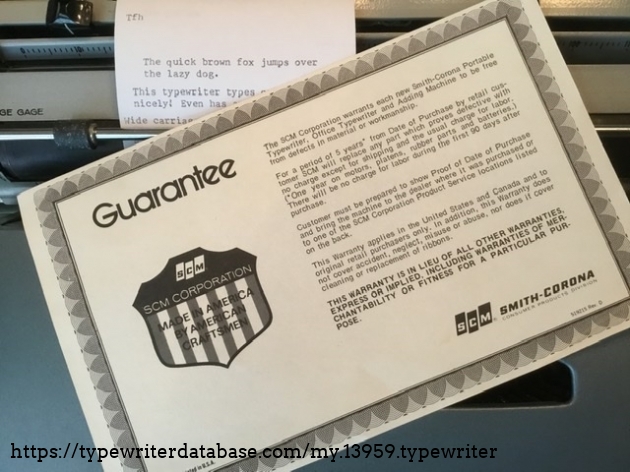 Tfh
The quick brown fox jumps over
the lazy dog.
This typewriter types
nicely! Even has
Wide carriag
GE GAGE
Guarantee
SCM
SCM CORPORATION
MADE IN AMERICA
BY AMERICAN
CRAFTSMEN
The SCM Corporation warrants each new Smith-Corona Portable
Typewriter, Office Typewriter and Adding Machine to be free
from defects in material or workmanship.
For a period of 5 years* from Date of Purchase by retail cus-
tomer SCM will replace any part which proves defective with
no charge except for shipping and the usual charge for labor.
(*One year on motors, platens, rubber parts and batteries).
There will be no charge for labor during the first 90 days after
purchase.
Customer must be prepared to show Proof of Date of Purchase
and bring the machine to the dealer where it was purchased or
to one of the SCM Corporation Product Service locations listed
on the back.
This Warranty applies in the United States and Canada and to
original retail purchasers only. In addition, this Warranty does
not cover accident, neglect, misuse or abuse, nor does it cover
cleaning or replacement of ribbons.
THIS WARRANTY IS IN LIEU OF ALL OTHER WARRANTIES,
EXPRESS OR IMPLIED, INCLUDING WARRANTIES OF MER-
CHANTABILITY OR FITNESS FOR A PARTICULAR PUR-
POSE.
SCM SMITH-CORONA
CONSUMER PRODUCTS DIVISION
IN U.S.A.
https://typewriterdatabase.com/my.13959.typewriter